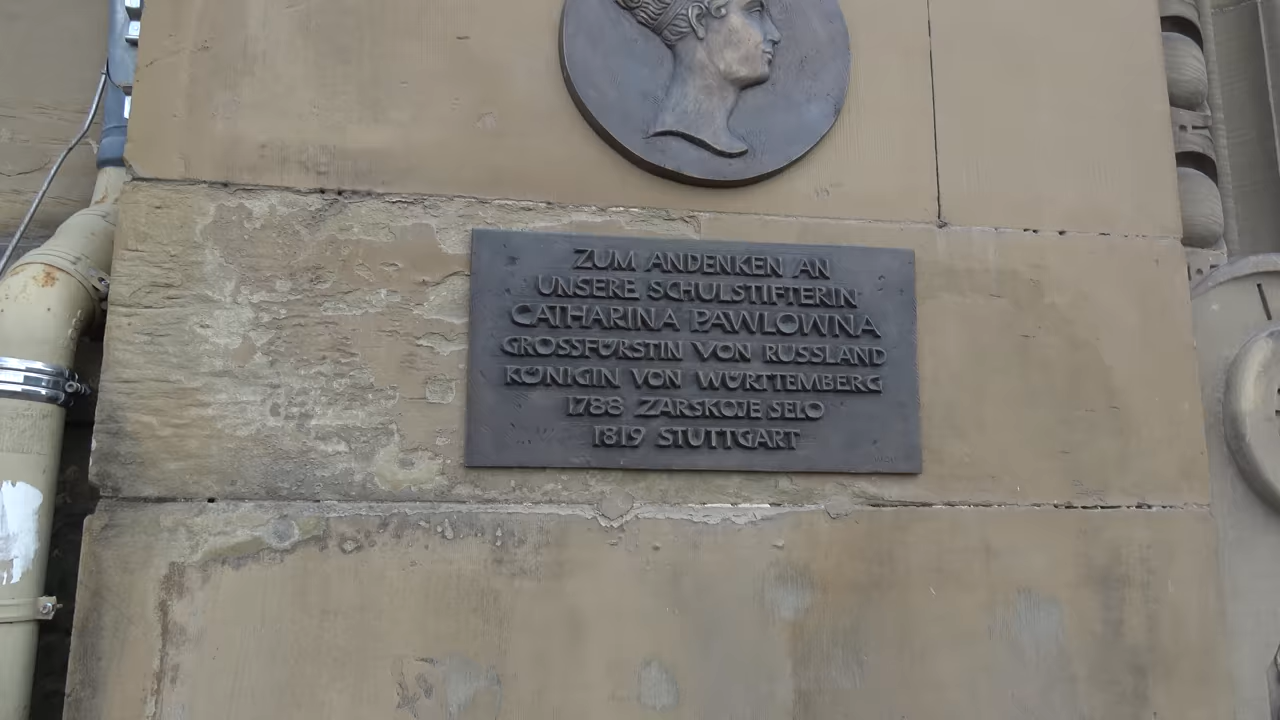 ZUM ANDENKEN AN
UNSERE SCHULSTIFTERIN
CATHARINA PAWLOWNA
GROSSFÜRSTIN VON RUSSLAND
KÖNIGIN VON WÜRTTEMBERG
1788 ZARSKOJE SELO
1819 STUTTGART